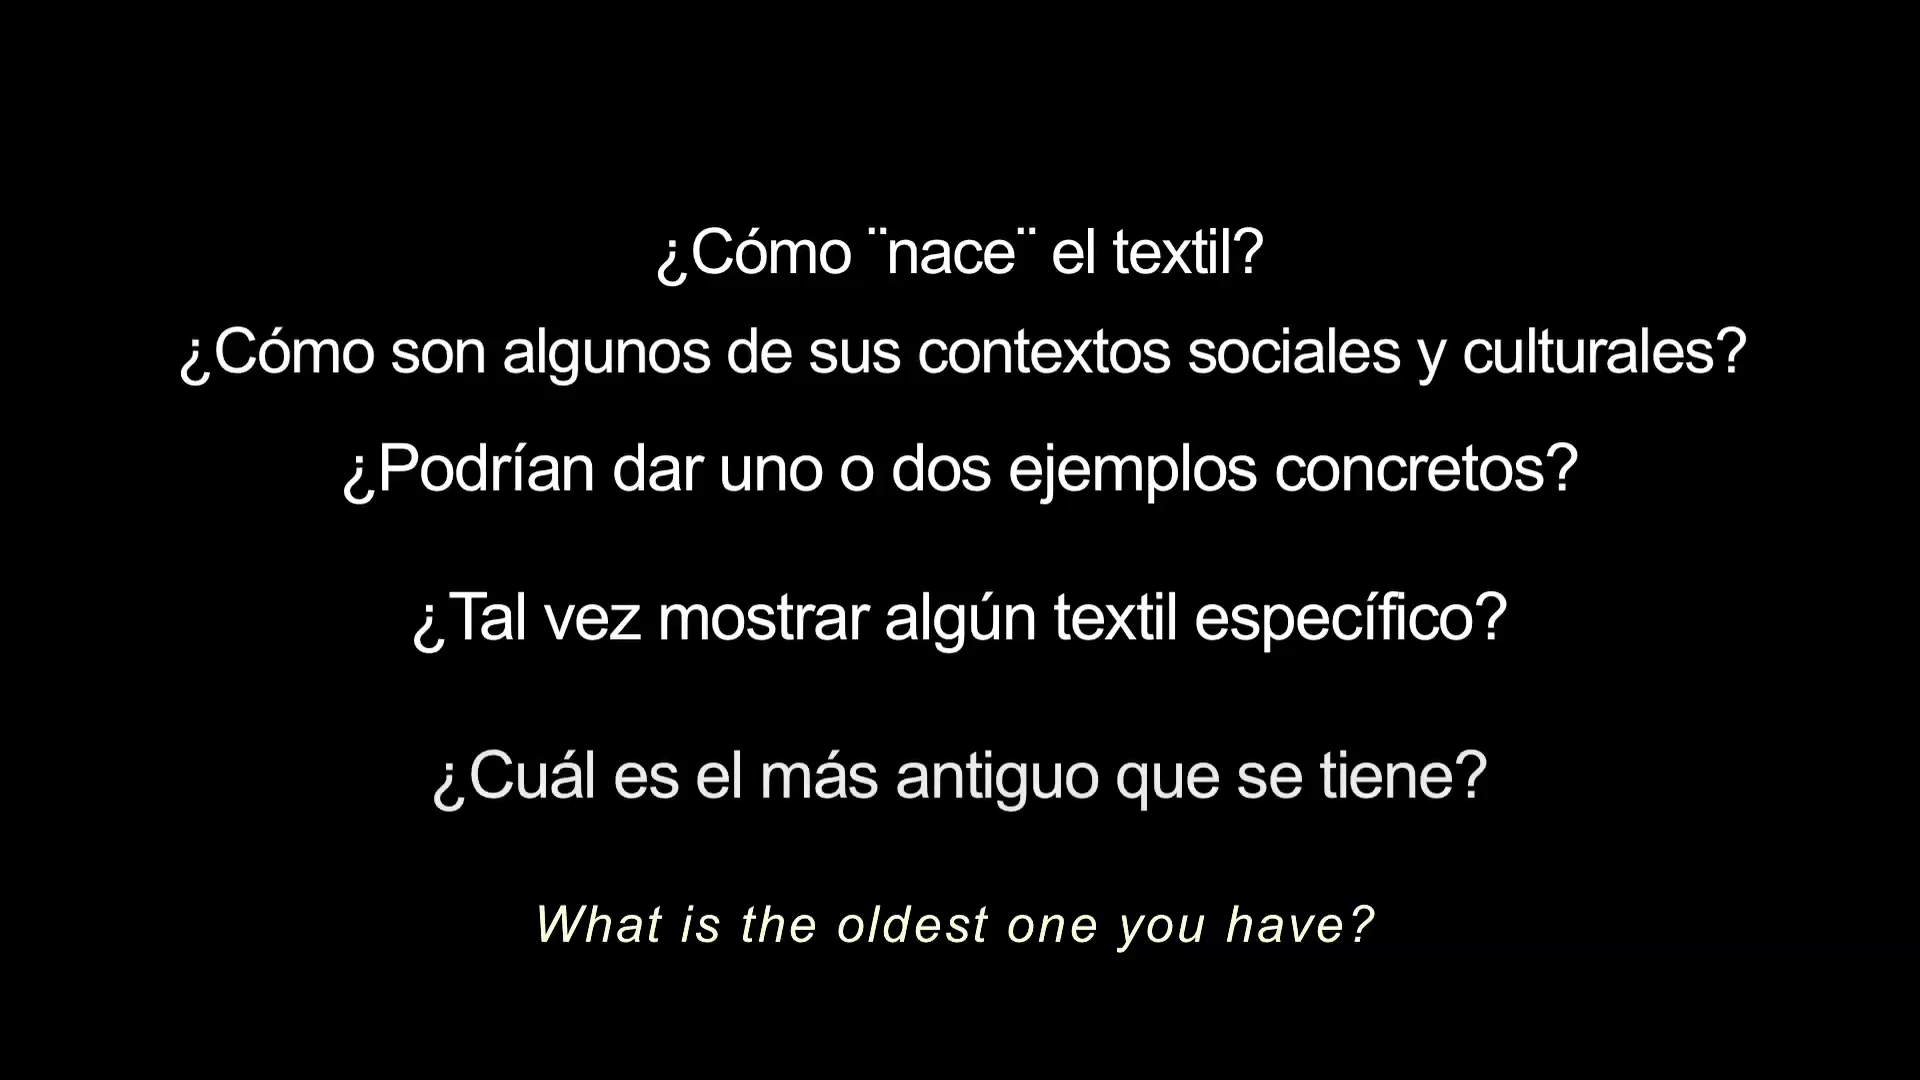 ¿Cómo ¨nace¨ el textil?
¿Cómo son algunos de sus contextos sociales y culturales?
¿Podrían dar uno o dos ejemplos concretos?
¿Tal vez mostrar algún textil específico?
¿Cuál es el más antiguo que se tiene?
What is the oldest one you have?